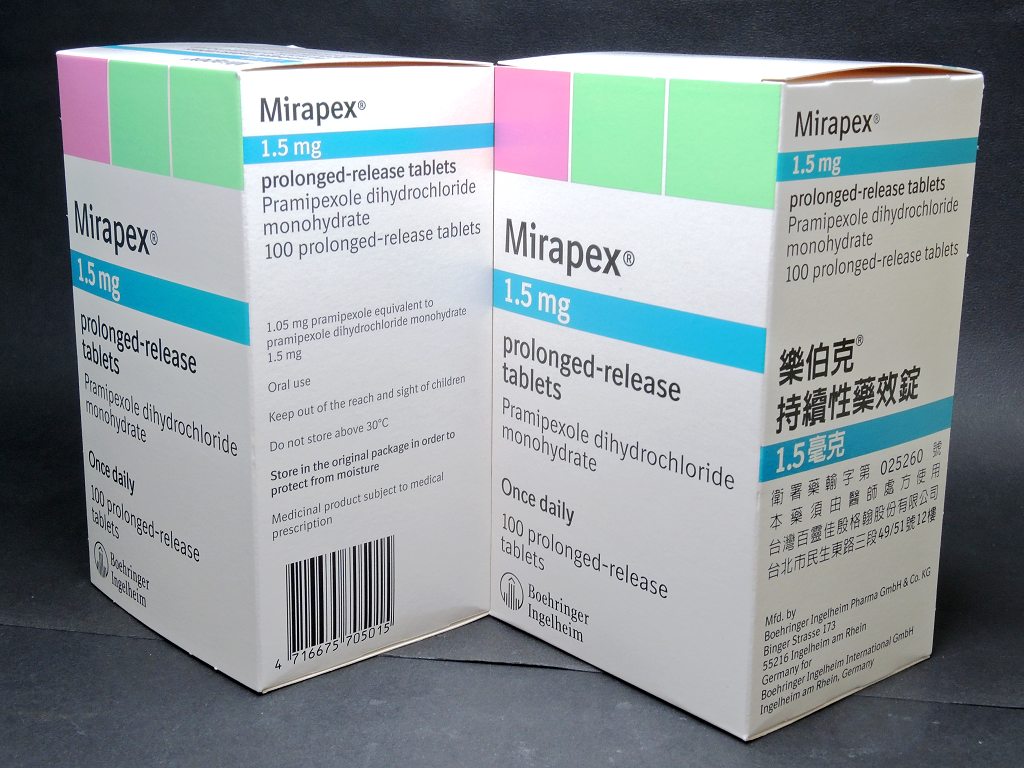 Mirapex®
1.5 mg
prolonged-release
tablets
Pramipexole dihydrochloride
monohydrate
Once daily
100 prolonged-release
tablets
Boehringer
Ingelheim
Mirapex®
1.5 mg
prolonged-release tablets
Pramipexole dihydrochloride
monohydrate
100 prolonged-release tablets
1.05 mg pramipexole equivalent to
pramipexole dihydrochloride monohydrate
1.5 mg
Oral use
Keep out of the reach and sight of children
Do not store above 30°C
Store in the original package in order to
protect from moisture
Medicinal product subject to medical
prescription
4 716675 705015
Mirapex®
1.5 mg
prolonged-release
tablets
Pramipexole dihydrochloride
monohydrate
Once daily
100 prolonged-release
tablets
Boehringer
Ingelheim
Mirapex®
1.5 mg
prolonged-release tablets
Pramipexole dihydrochloride
monohydrate
100 prolonged-release tablets
樂伯克®
持續性藥效錠
1.5毫克
衛署藥輸字第 025260 號
本藥須由醫師處方使用
台灣百靈佳殷格翰股份有限公司
台北市民生東路三段49/51號12樓
Mfd. by
Boehringer Ingelheim Pharma GmbH & Co. KG
Binger Strasse 173
55216 Ingelheim am Rhein
Germany for
Boehringer Ingelheim International GmbH
Ingelheim am Rhein, Germany